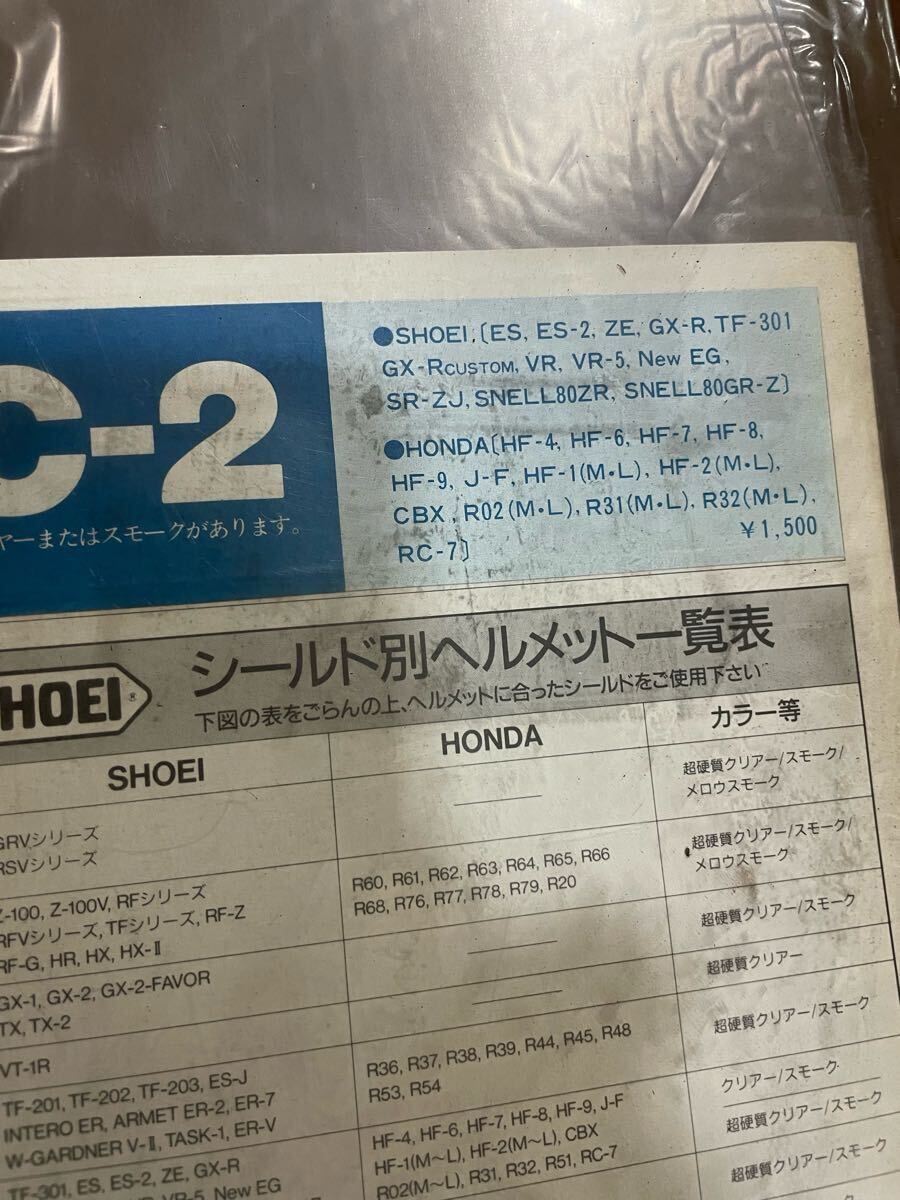 C-2
ヤーまたはスモークがあります。
●SHOEI.〔ES, ES-2, ZE, GX-R, TF-301
GX-RCUSTOM, VR, VR-5, New EG,
SR-ZJ, SNELL80ZR, SNELL80GR-Z〕
●HONDA〔HF-4, HF-6, HF-7, HF-8,
HF-9, J-F, HF-1(M・L), HF-2(M・L),
CBX, R02(M・L), R31(M・L), R32(M・L),
RC-7〕
¥1,500
SHOEI®
シールド別ヘルメット一覧表
下図の表をごらんの上、ヘルメットに合ったシールドをご使用下さい
SHOEI HONDA カラー等
GRVシリーズ
RSVシリーズ
超硬質クリアー/スモーク/
メロウスモーク
Z-100, Z-100V, RFシリーズ
RFVシリーズ, TFシリーズ, RF-Z
RF-G, HR, HX, HX-Ⅱ
R60, R61, R62, R63, R64, R65, R66
R68, R76, R77, R78, R79, R20
超硬質クリアー/スモーク/
メロウスモーク
GX-1, GX-2, GX-2-FAVOR
TX, TX-2
超硬質クリアー/スモーク
VT-1R
超硬質クリアー
TF-201, TF-202, TF-203, ES-J
INTERO ER, ARMET ER-2, ER-7
W-GARDNER V-Ⅱ, TASK-1, ER-V
R36, R37, R38, R39, R44, R45, R48
R53, R54
超硬質クリアー/スモーク
TF-301, ES, ES-2, ZE, GX-R
VR-5, New EG
HF-4, HF-6, HF-7, HF-8, HF-9, J-F
HF-1(M~L), HF-2(M~L), CBX
R02(M~L), R31, R32, R51, RC-7
クリアー/スモーク
超硬質クリアー/スモーク
超硬質クリアー/スモーク